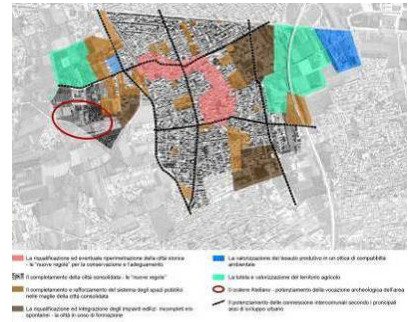 La riqualificazione ed eventuale riperimetrazione della città storica
- le "nuove regole" per la conservazione e l'adeguamento
Il completamento della città consolidata - le "nuove regole"
Il completamento e rafforzamento del sistema degli spazi pubblici
nelle maglie della città consolidata
La riqualificazione ed integrazione degli impianti edilizi incompleti e/o
spontanei - la città in corso di formazione
La valorizzazione del tessuto produttivo in un ottica di compatibilità
ambientale
La tutela e valorizzazione del territorio agricolo
Il cratere - potenziamento della vocazione archeologica dell'area
Il potenziamento delle connessione intercomunali secondo i principali
assi di sviluppo urbano